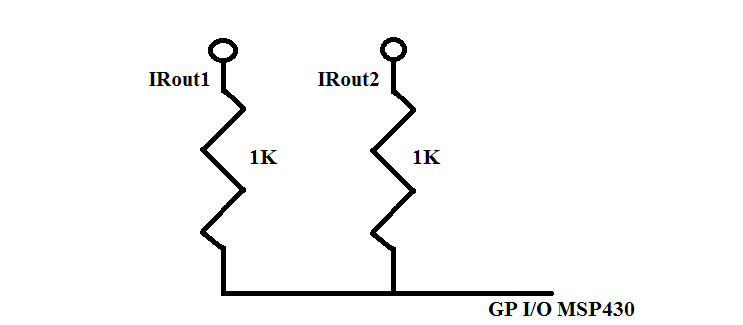 IRout1
IRout2
1K
1K
GP I/O MSP430